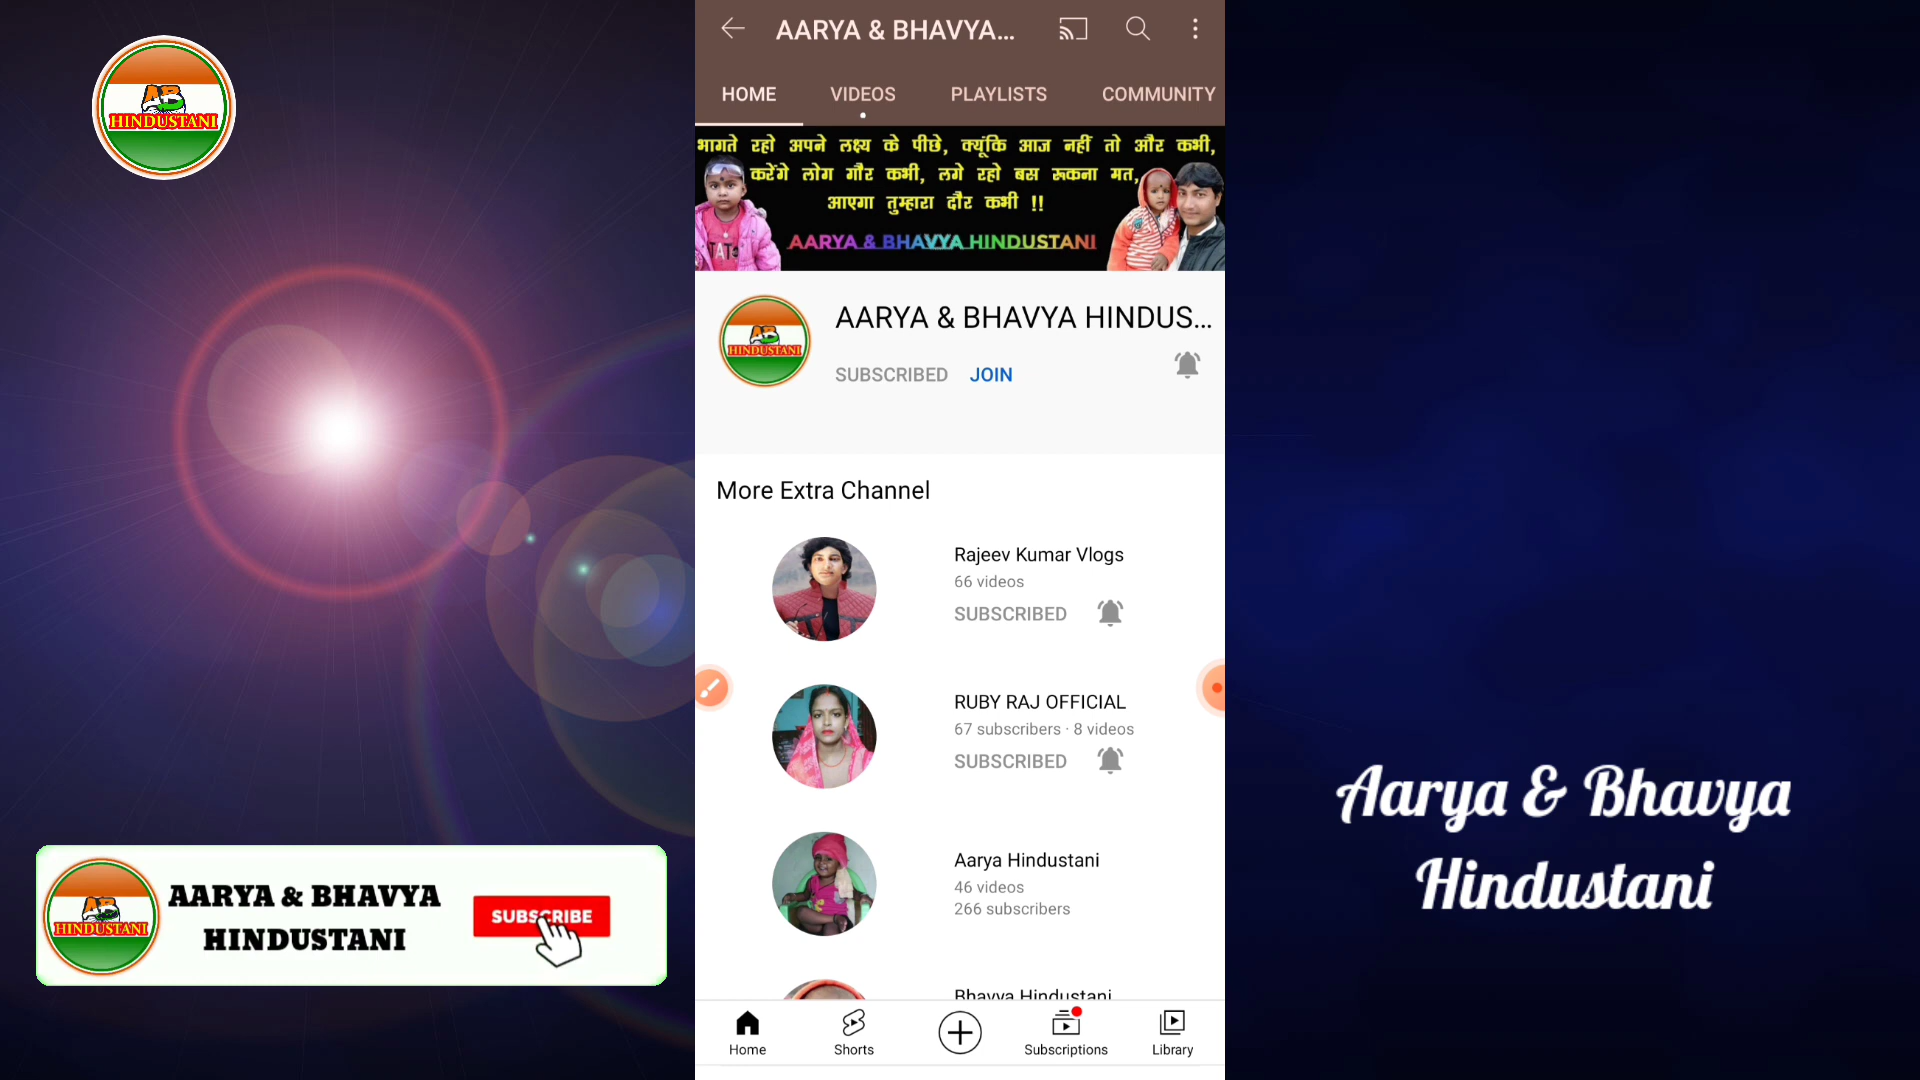 AB
HINDUSTANI
AARYA & BHAVYA...
HOME
VIDEOS
PLAYLISTS
COMMUNITY
भागते रहो अपने लक्ष्य के पीछे, क्यूंकि आज नहीं तो और कभी,
करेंगे लोग गौर कभी, लगे रहो बस रूकना मत,
आएगा तुम्हारा दौर कभी !!
AARYA & BHAVYA HINDUSTANI
AB
HINDUSTANI
AARYA & BHAVYA HINDUS...
SUBSCRIBED JOIN
More Extra Channel
Rajeev Kumar Vlogs
66 videos
SUBSCRIBED
RUBY RAJ OFFICIAL
67 subscribers · 8 videos
SUBSCRIBED
Aarya Hindustani
46 videos
266 subscribers
Bhavya Hindustani
Home
Shorts
Subscriptions
Library
AB
HINDUSTANI
AARYA & BHAVYA
HINDUSTANI
SUBSCRIBE
Aarya & Bhavya
Hindustani